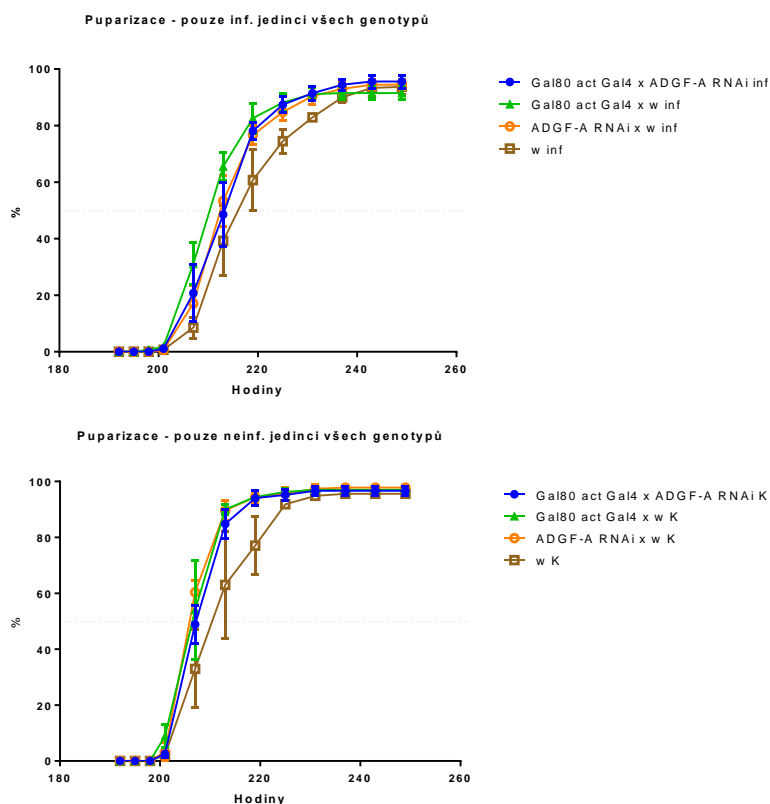 Puparizace - pouze inf. jedinci všech genotypů
100
80
60
40
20
0
%
180
200
220
240
260
Hodiny
Gal80 act Gal4 x ADGF-A RNAi inf
Gal80 act Gal4 x w inf
ADGF-A RNAi x w inf
w inf
Puparizace - pouze neinf. jedinci všech genotypů
100
80
60
40
20
0
%
180
200
220
240
260
Hodiny
Gal80 act Gal4 x ADGF-A RNAi K
Gal80 act Gal4 x w K
ADGF-A RNAi x w K
w K